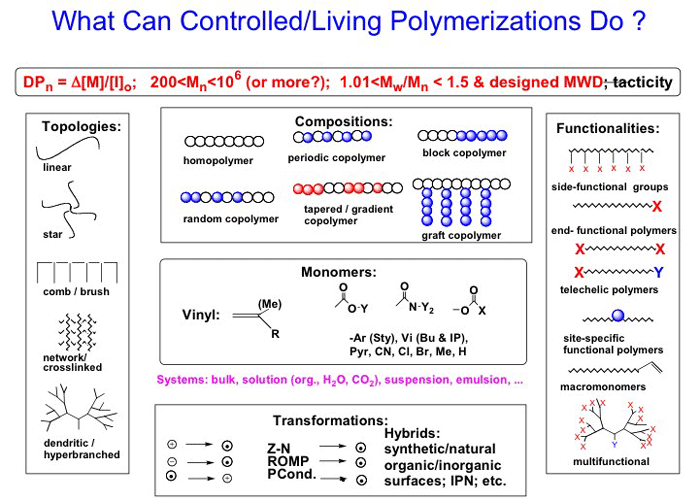 What Can Controlled/Living Polymerizations Do ?
DPn = Δ[M]/[I]o; 200<Mn<10^6 (or more?); 1.01<Mw/Mn < 1.5 & designed MWD; tacticity
Topologies:
linear
star
comb / brush
network/
crosslinked
dendritic /
hyperbranched
Compositions:
homopolymer
periodic copolymer
block copolymer
random copolymer
tapered / gradient
copolymer
graft copolymer
Monomers:
Vinyl:
(Me)
R
O
O-Y
O
N-Y2
O
O
X
-Ar (Sty), Vi (Bu & IP),
Pyr, CN, Cl, Br, Me, H
Systems: bulk, solution (org., H2O, CO2), suspension, emulsion, ...
Transformations:
Z-N
ROMP
PCond.
Hybrids:
synthetic/natural
organic/inorganic
surfaces; IPN; etc.
Functionalities:
X X X X X X
side-functional groups
X
end- functional polymers
X X
X Y
telechelic polymers
site-specific
functional polymers
macromonomers
X X X X X X X X X X X X
Y
multifunctional